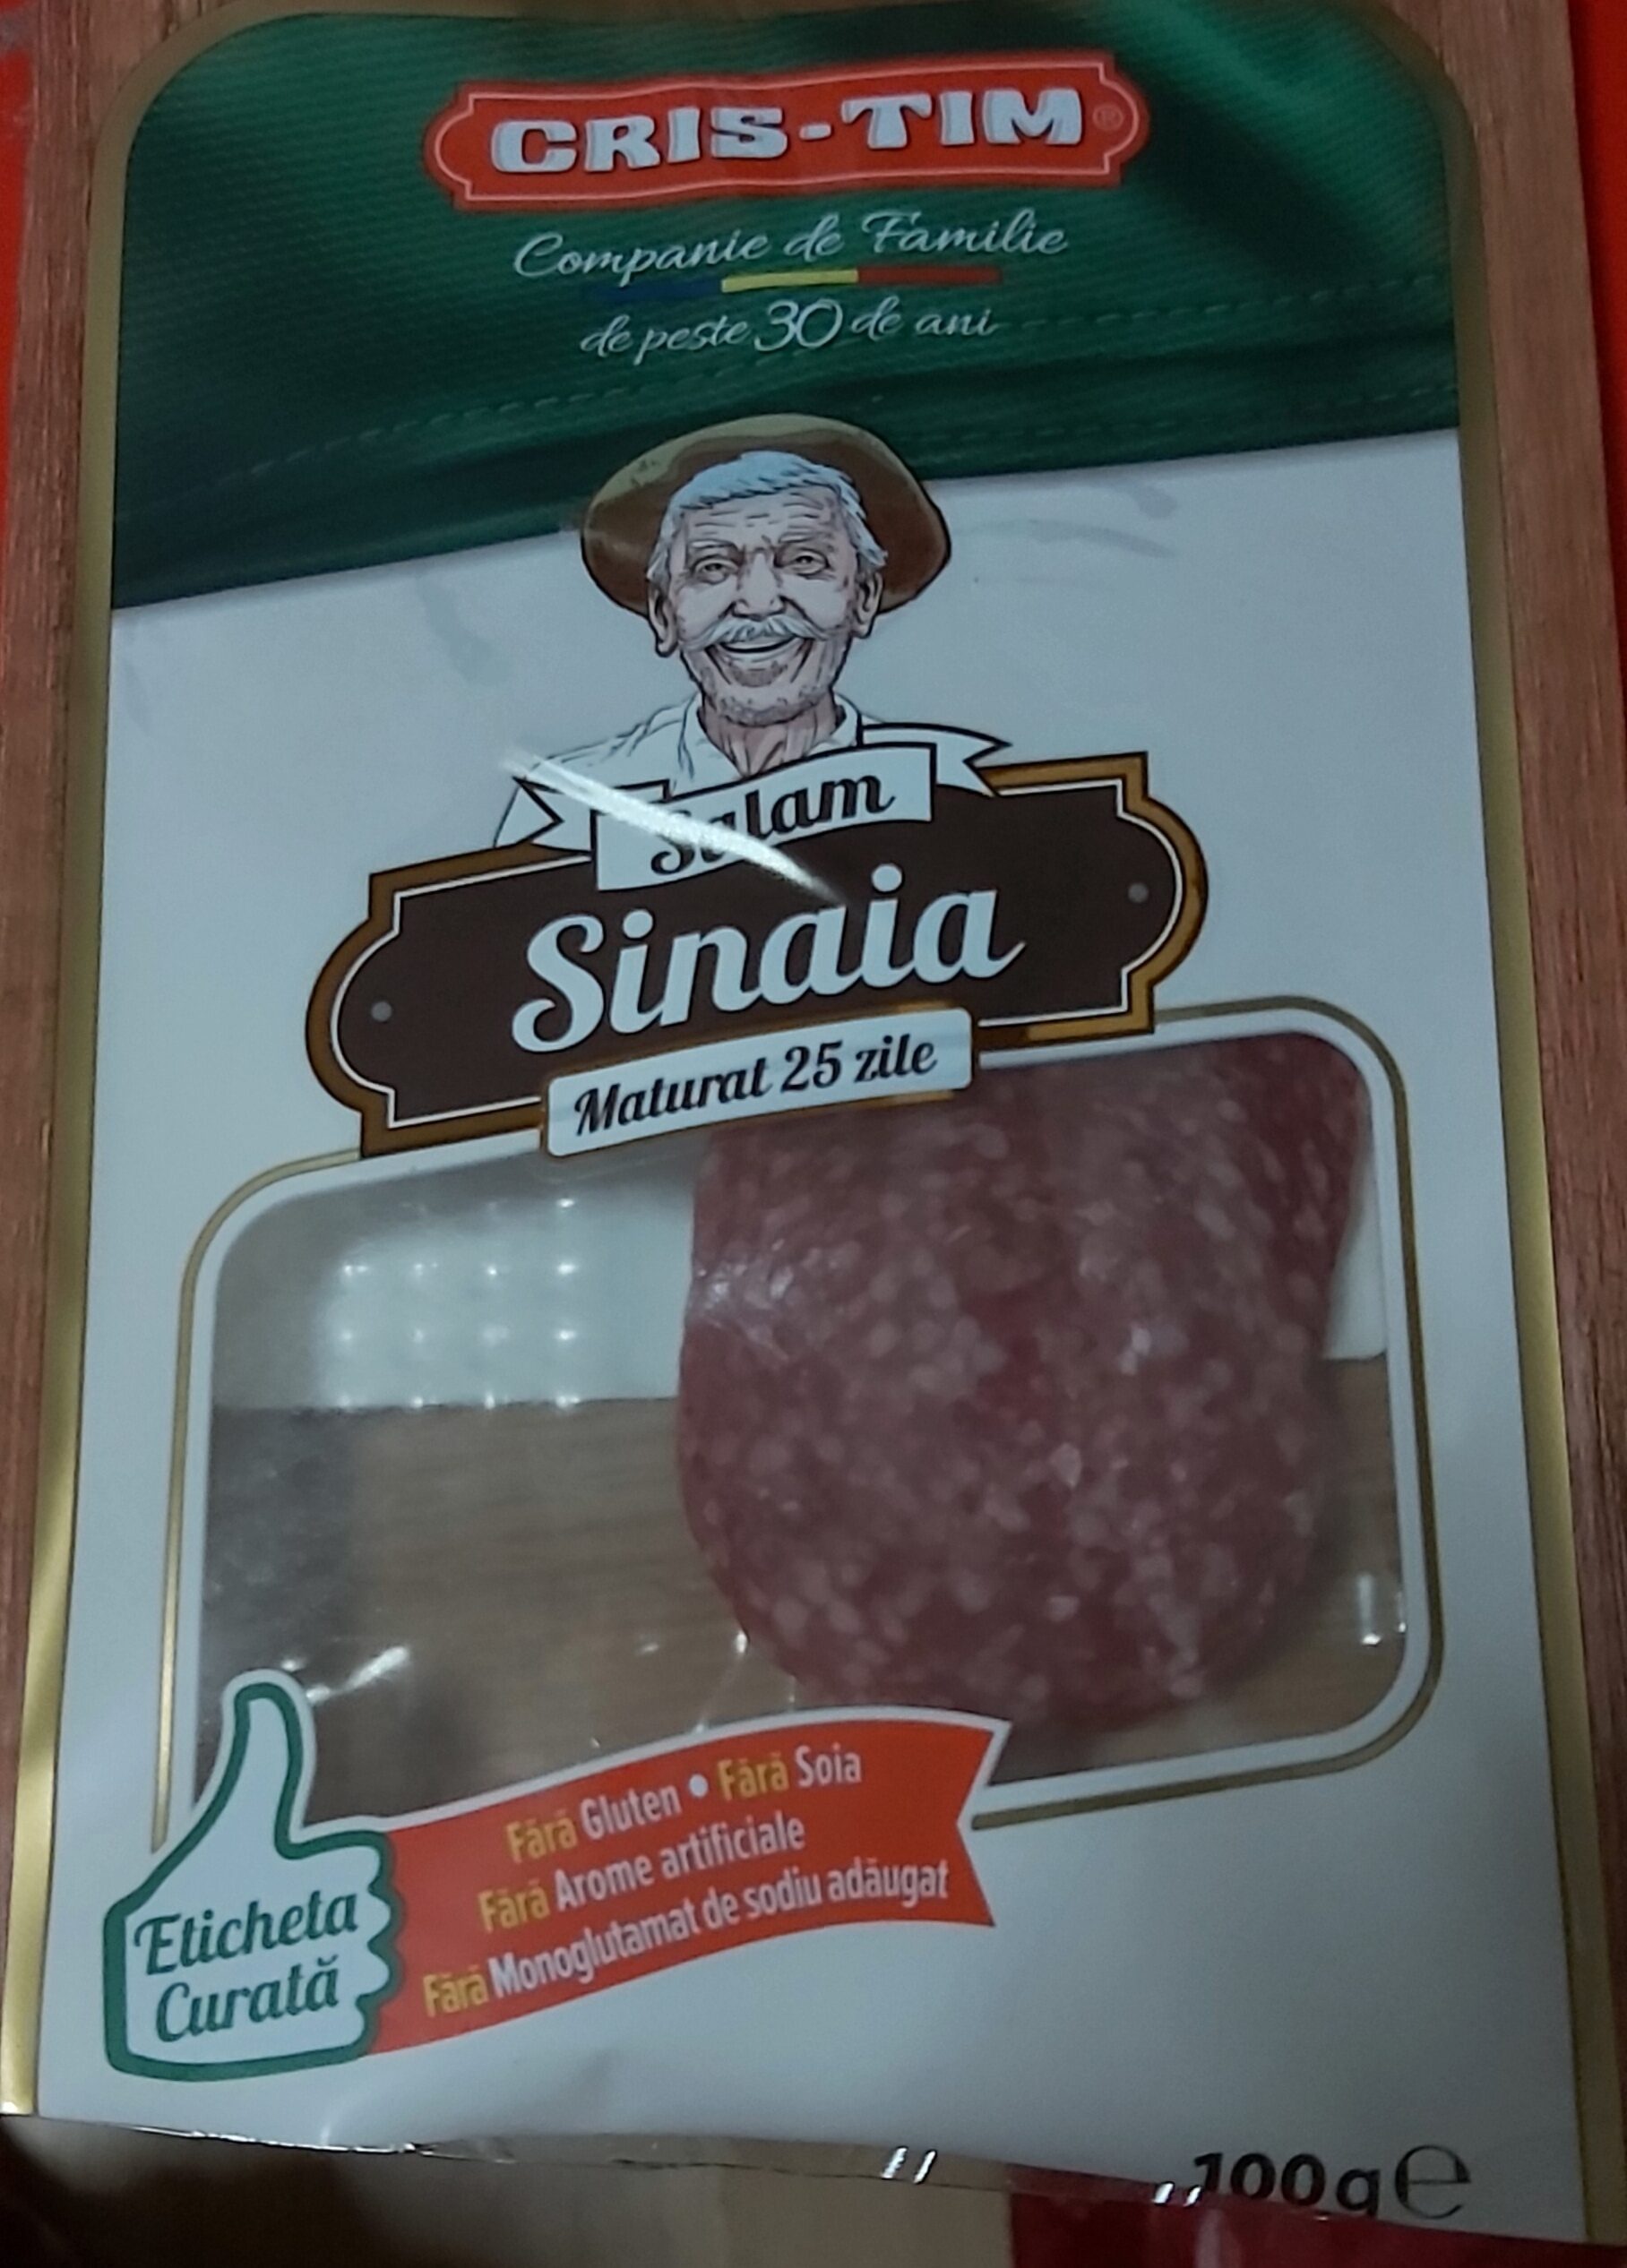 CRIS-TIM®
Companie de Familie
de peste 30 de ani
Salam
Sinaia
Maturat 25 zile
Fără Gluten • Fără Soia
Fără Arome artificiale
Fără Monoglutamat de sodiu adăugat
Eticheta
Curată
100g e